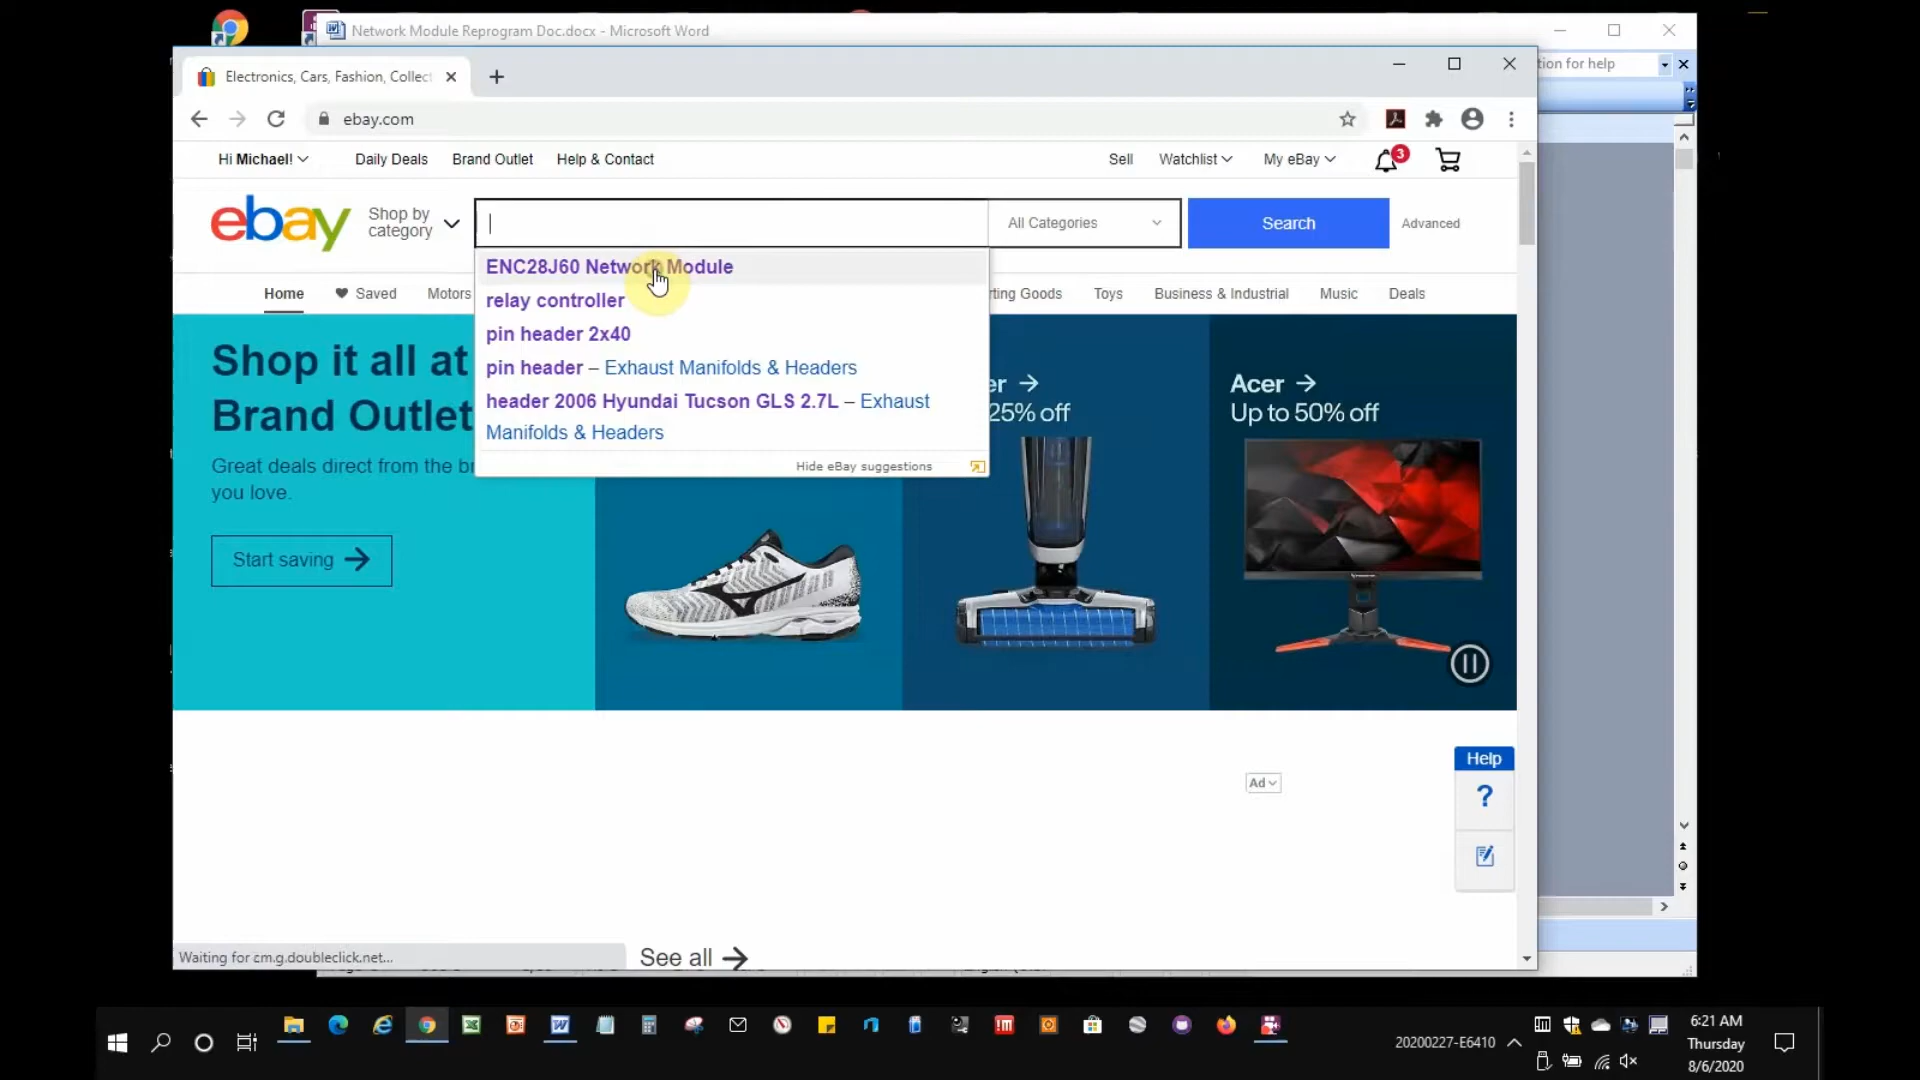 Network Module Reprogram Doc.docx - Microsoft Word
Electronics, Cars, Fashion, Collect
tion for help
ebay.com
Hi Michael!
Daily Deals
Brand Outlet
Help & Contact
Sell
Watchlist
My eBay
3
ebay
Shop by
category
All Categories
Search
Advanced
ENC28J60 Network Module
relay controller
pin header 2x40
pin header – Exhaust Manifolds & Headers
header 2006 Hyundai Tucson GLS 2.7L – Exhaust
Manifolds & Headers
Hide eBay suggestions
Home
Saved
Motors
rting Goods
Toys
Business & Industrial
Music
Deals
Shop it all at
Brand Outlet
Great deals direct from the br
you love.
Start saving
er →
25% off
Acer →
Up to 50% off
Help
?
Ad
See all
Waiting for cm.g.doubleclick.net...
20200227-E6410
6:21 AM
Thursday
8/6/2020